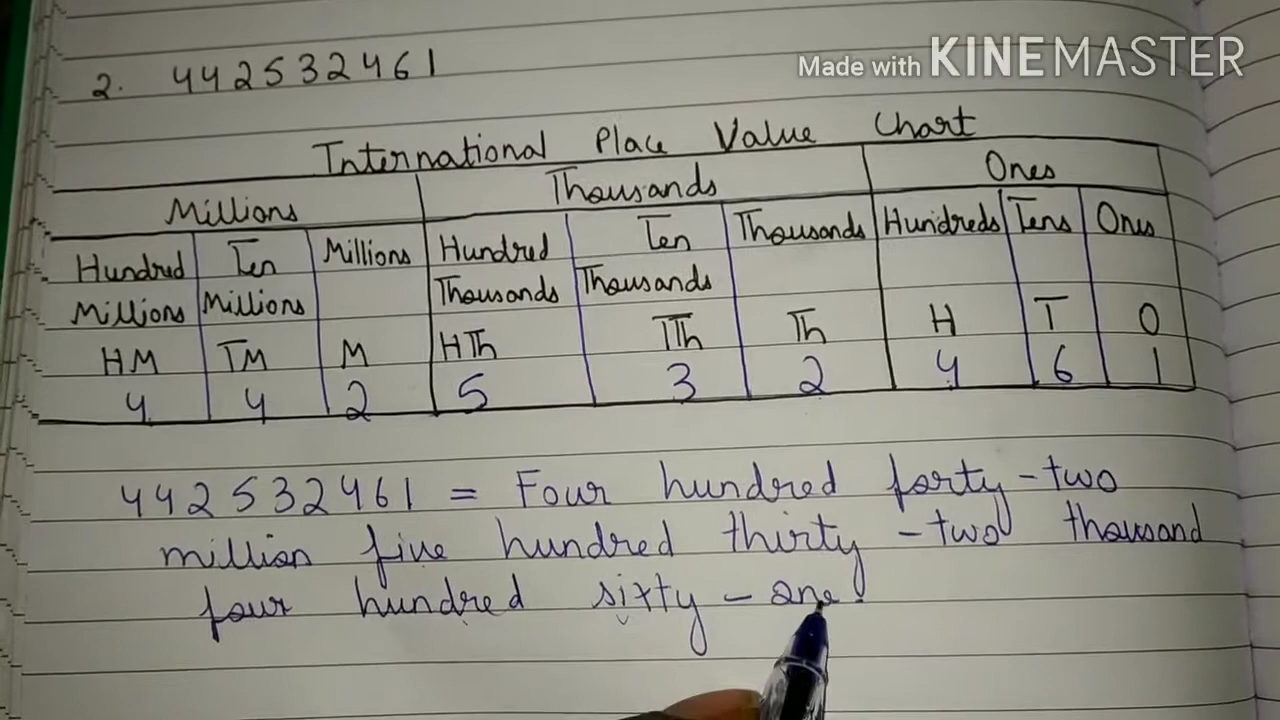 Made with KINEMASTER
2. 442532461
International Place Value Chart
Millions Thousands Ones
Hundred Millions Ten Millions Millions Hundred Thousands Ten Thousands Thousands Hundreds Tens Ones
HM TM M HTh TTh Th H T O
4 4 2 5 3 2 4 6 1
442532461 = Four hundred forty-two
million five hundred thirty-two thousand
four hundred sixty-one.